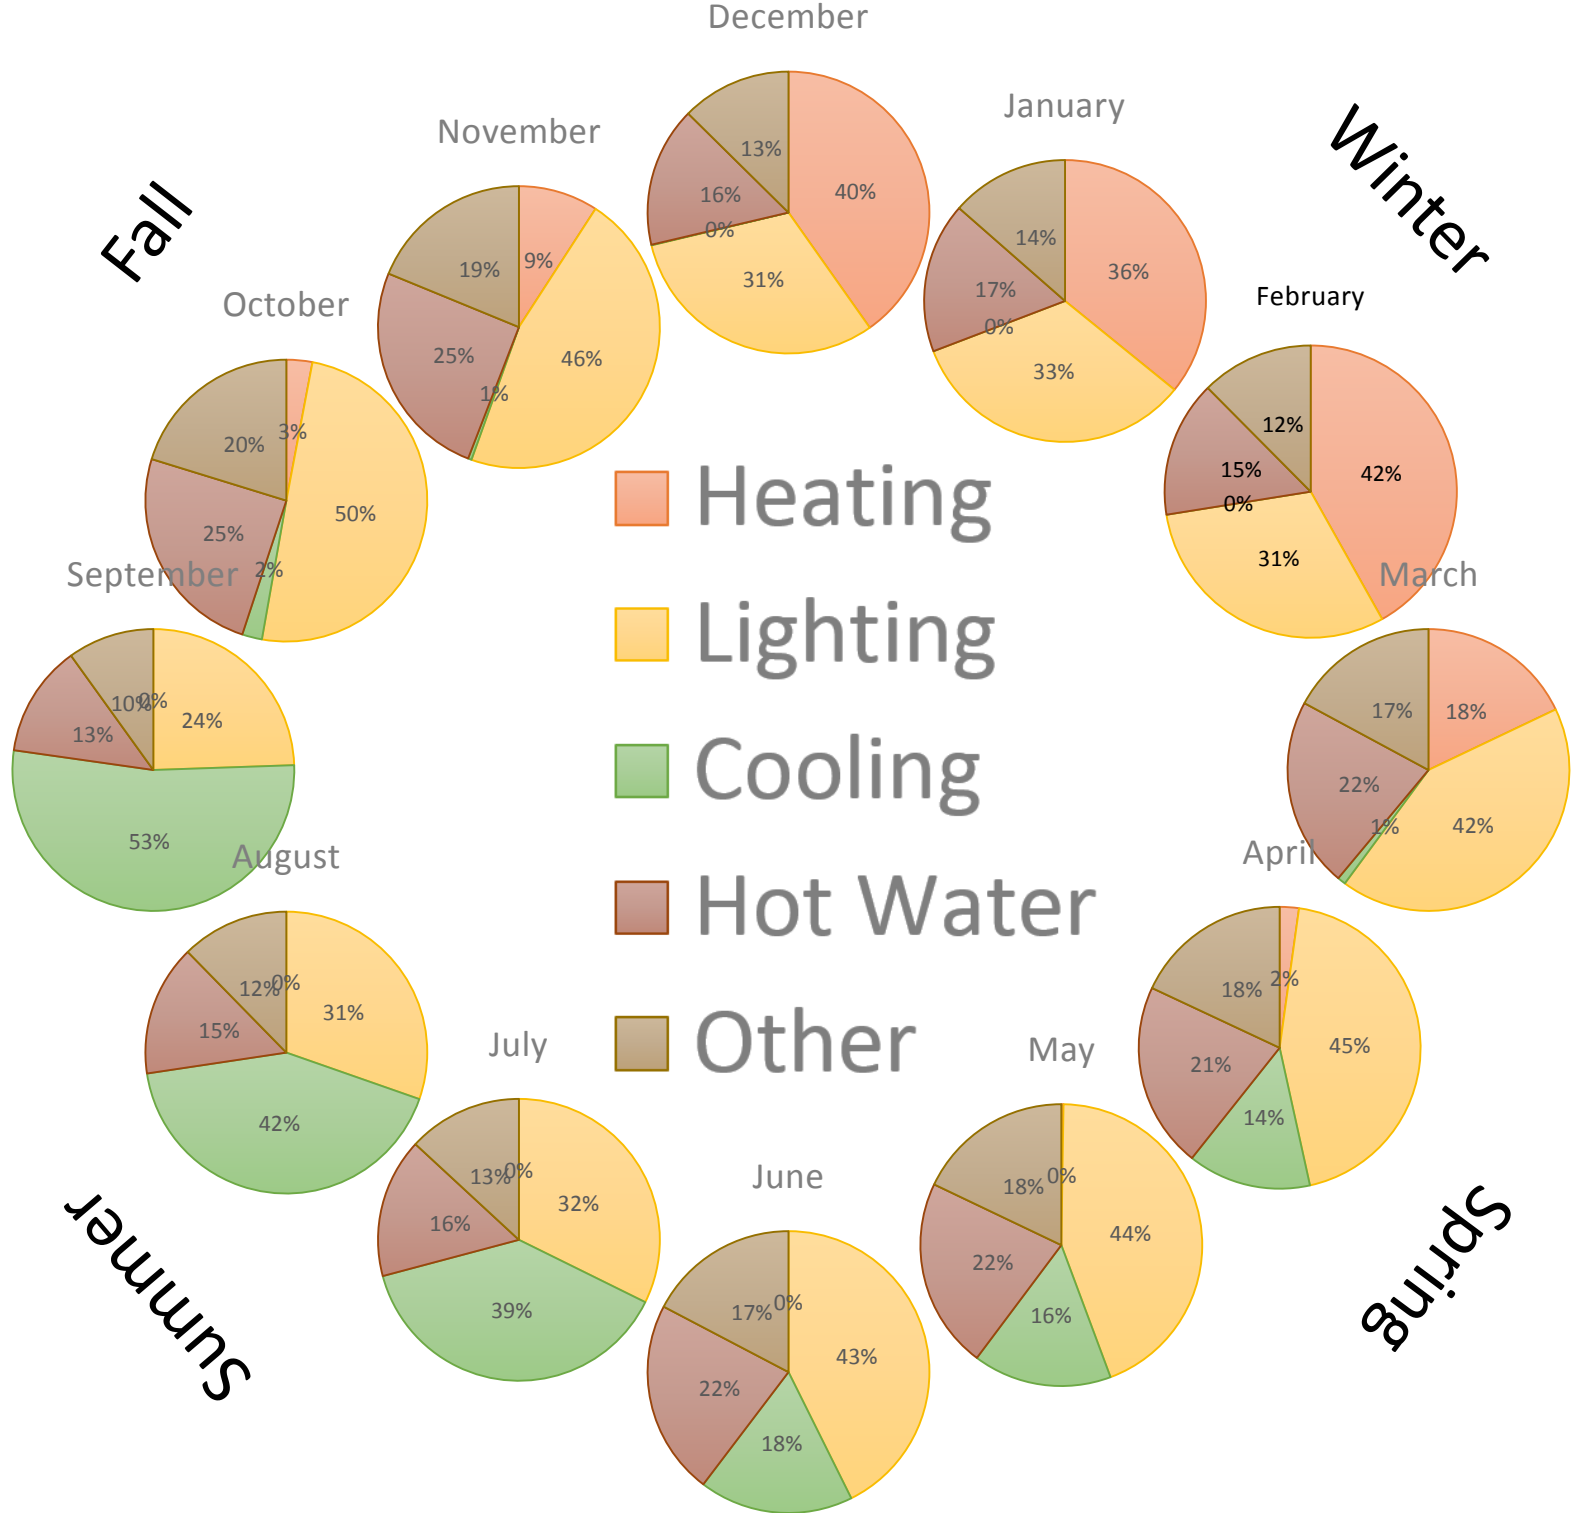 December
40%
31%
0%
16%
13%
January
36%
33%
0%
17%
14%
Winter
February
42%
31%
0%
15%
12%
March
18%
42%
1%
22%
17%
April
2%
45%
14%
21%
18%
Spring
May
0%
44%
16%
22%
18%
June
0%
43%
18%
22%
17%
July
0%
32%
39%
16%
13%
Summer
August
0%
31%
42%
15%
12%
September
0%
24%
53%
13%
10%
October
3%
50%
2%
25%
20%
Fall
November
9%
46%
1%
25%
19%
Heating
Lighting
Cooling
Hot Water
Other